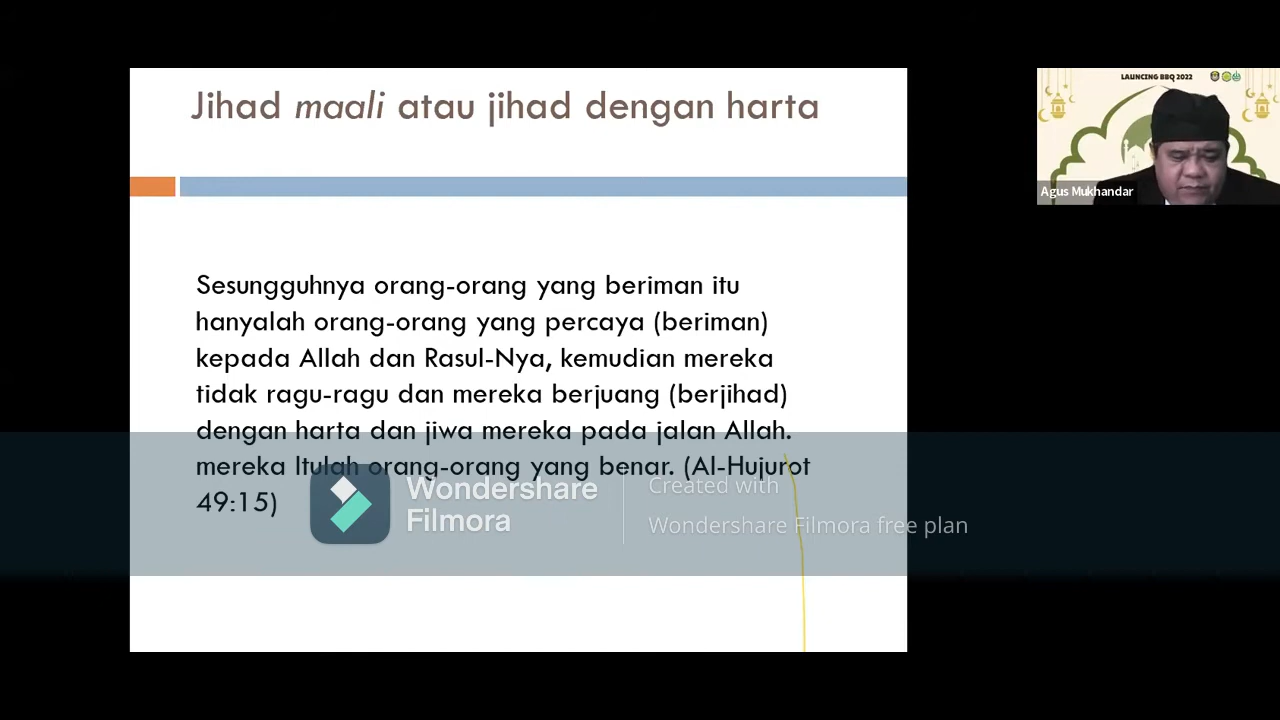 Jihad maali atau jihad dengan harta
LAUNCING BBQ 2022
Agus Mukhandar
Sesungguhnya orang-orang yang beriman itu
hanyalah orang-orang yang percaya (beriman)
kepada Allah dan Rasul-Nya, kemudian mereka
tidak ragu-ragu dan mereka berjuang (berjihad)
dengan harta dan jiwa mereka pada jalan Allah.
mereka Itulah orang-orang yang benar. (Al-Hujurot
49:15)
Wondershare
Filmora
Created with
Wondershare Filmora free plan